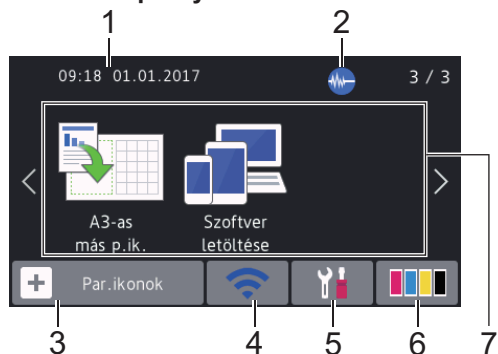 1 2
09:18 01.01.2017 3 / 3
A3-as
más p.ik.
Szoftver
letöltése
Par.ikonok
3 4 5 6 7